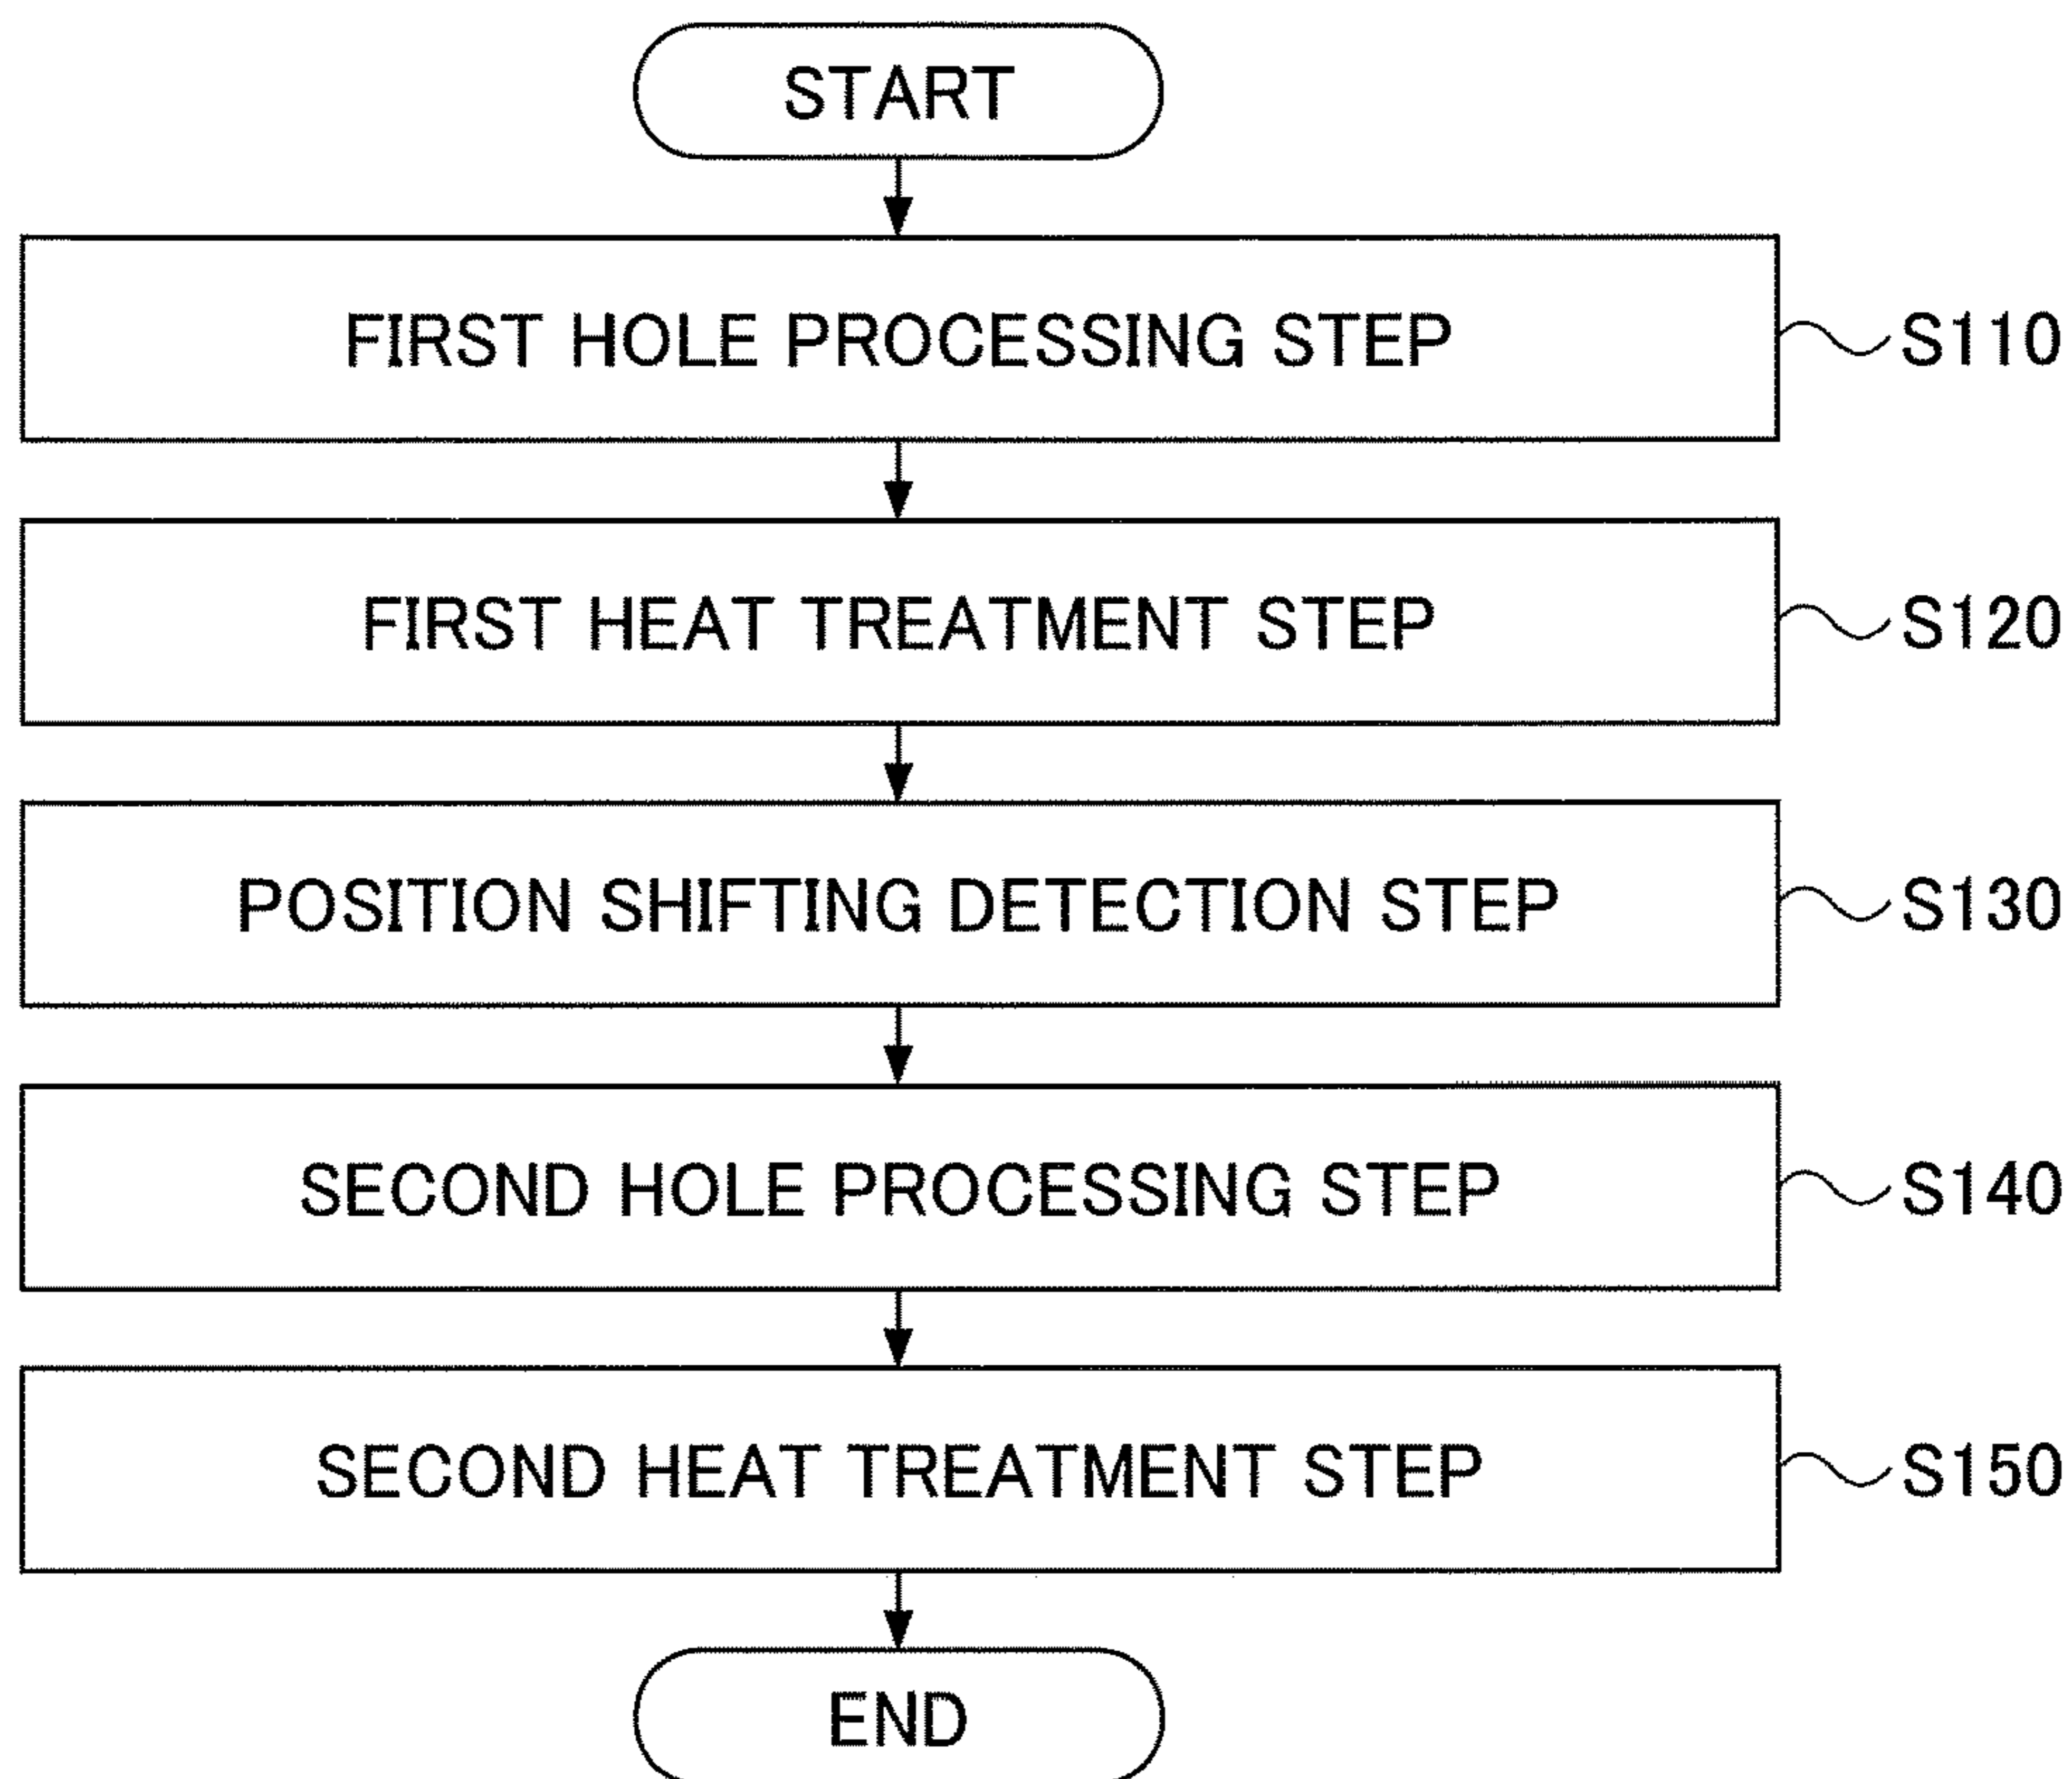 START
FIRST HOLE PROCESSING STEP
S110
FIRST HEAT TREATMENT STEP
S120
POSITION SHIFTING DETECTION STEP
S130
SECOND HOLE PROCESSING STEP
S140
SECOND HEAT TREATMENT STEP
S150
END